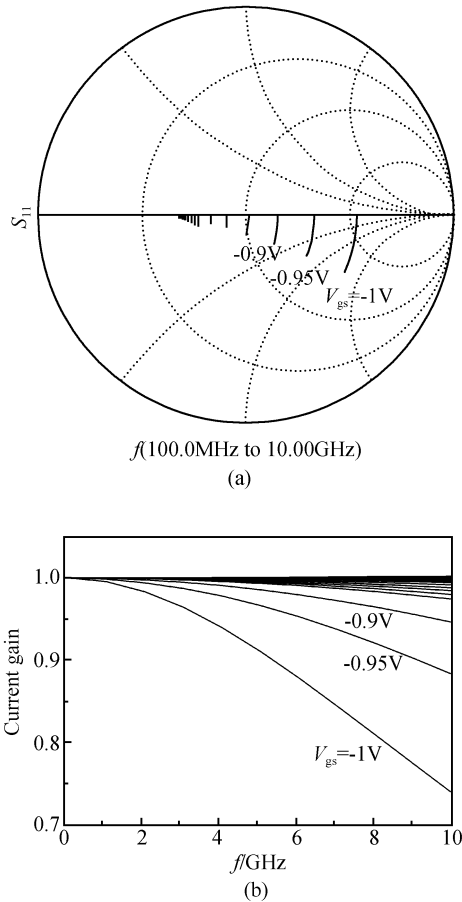 S11
-0.9V
-0.95V
Vgs=-1V
f(100.0MHz to 10.00GHz)
(a)
1.0
0.9
0.8
0.7
Current gain
-0.9V
-0.95V
Vgs=-1V
0 2 4 6 8 10
f/GHz
(b)